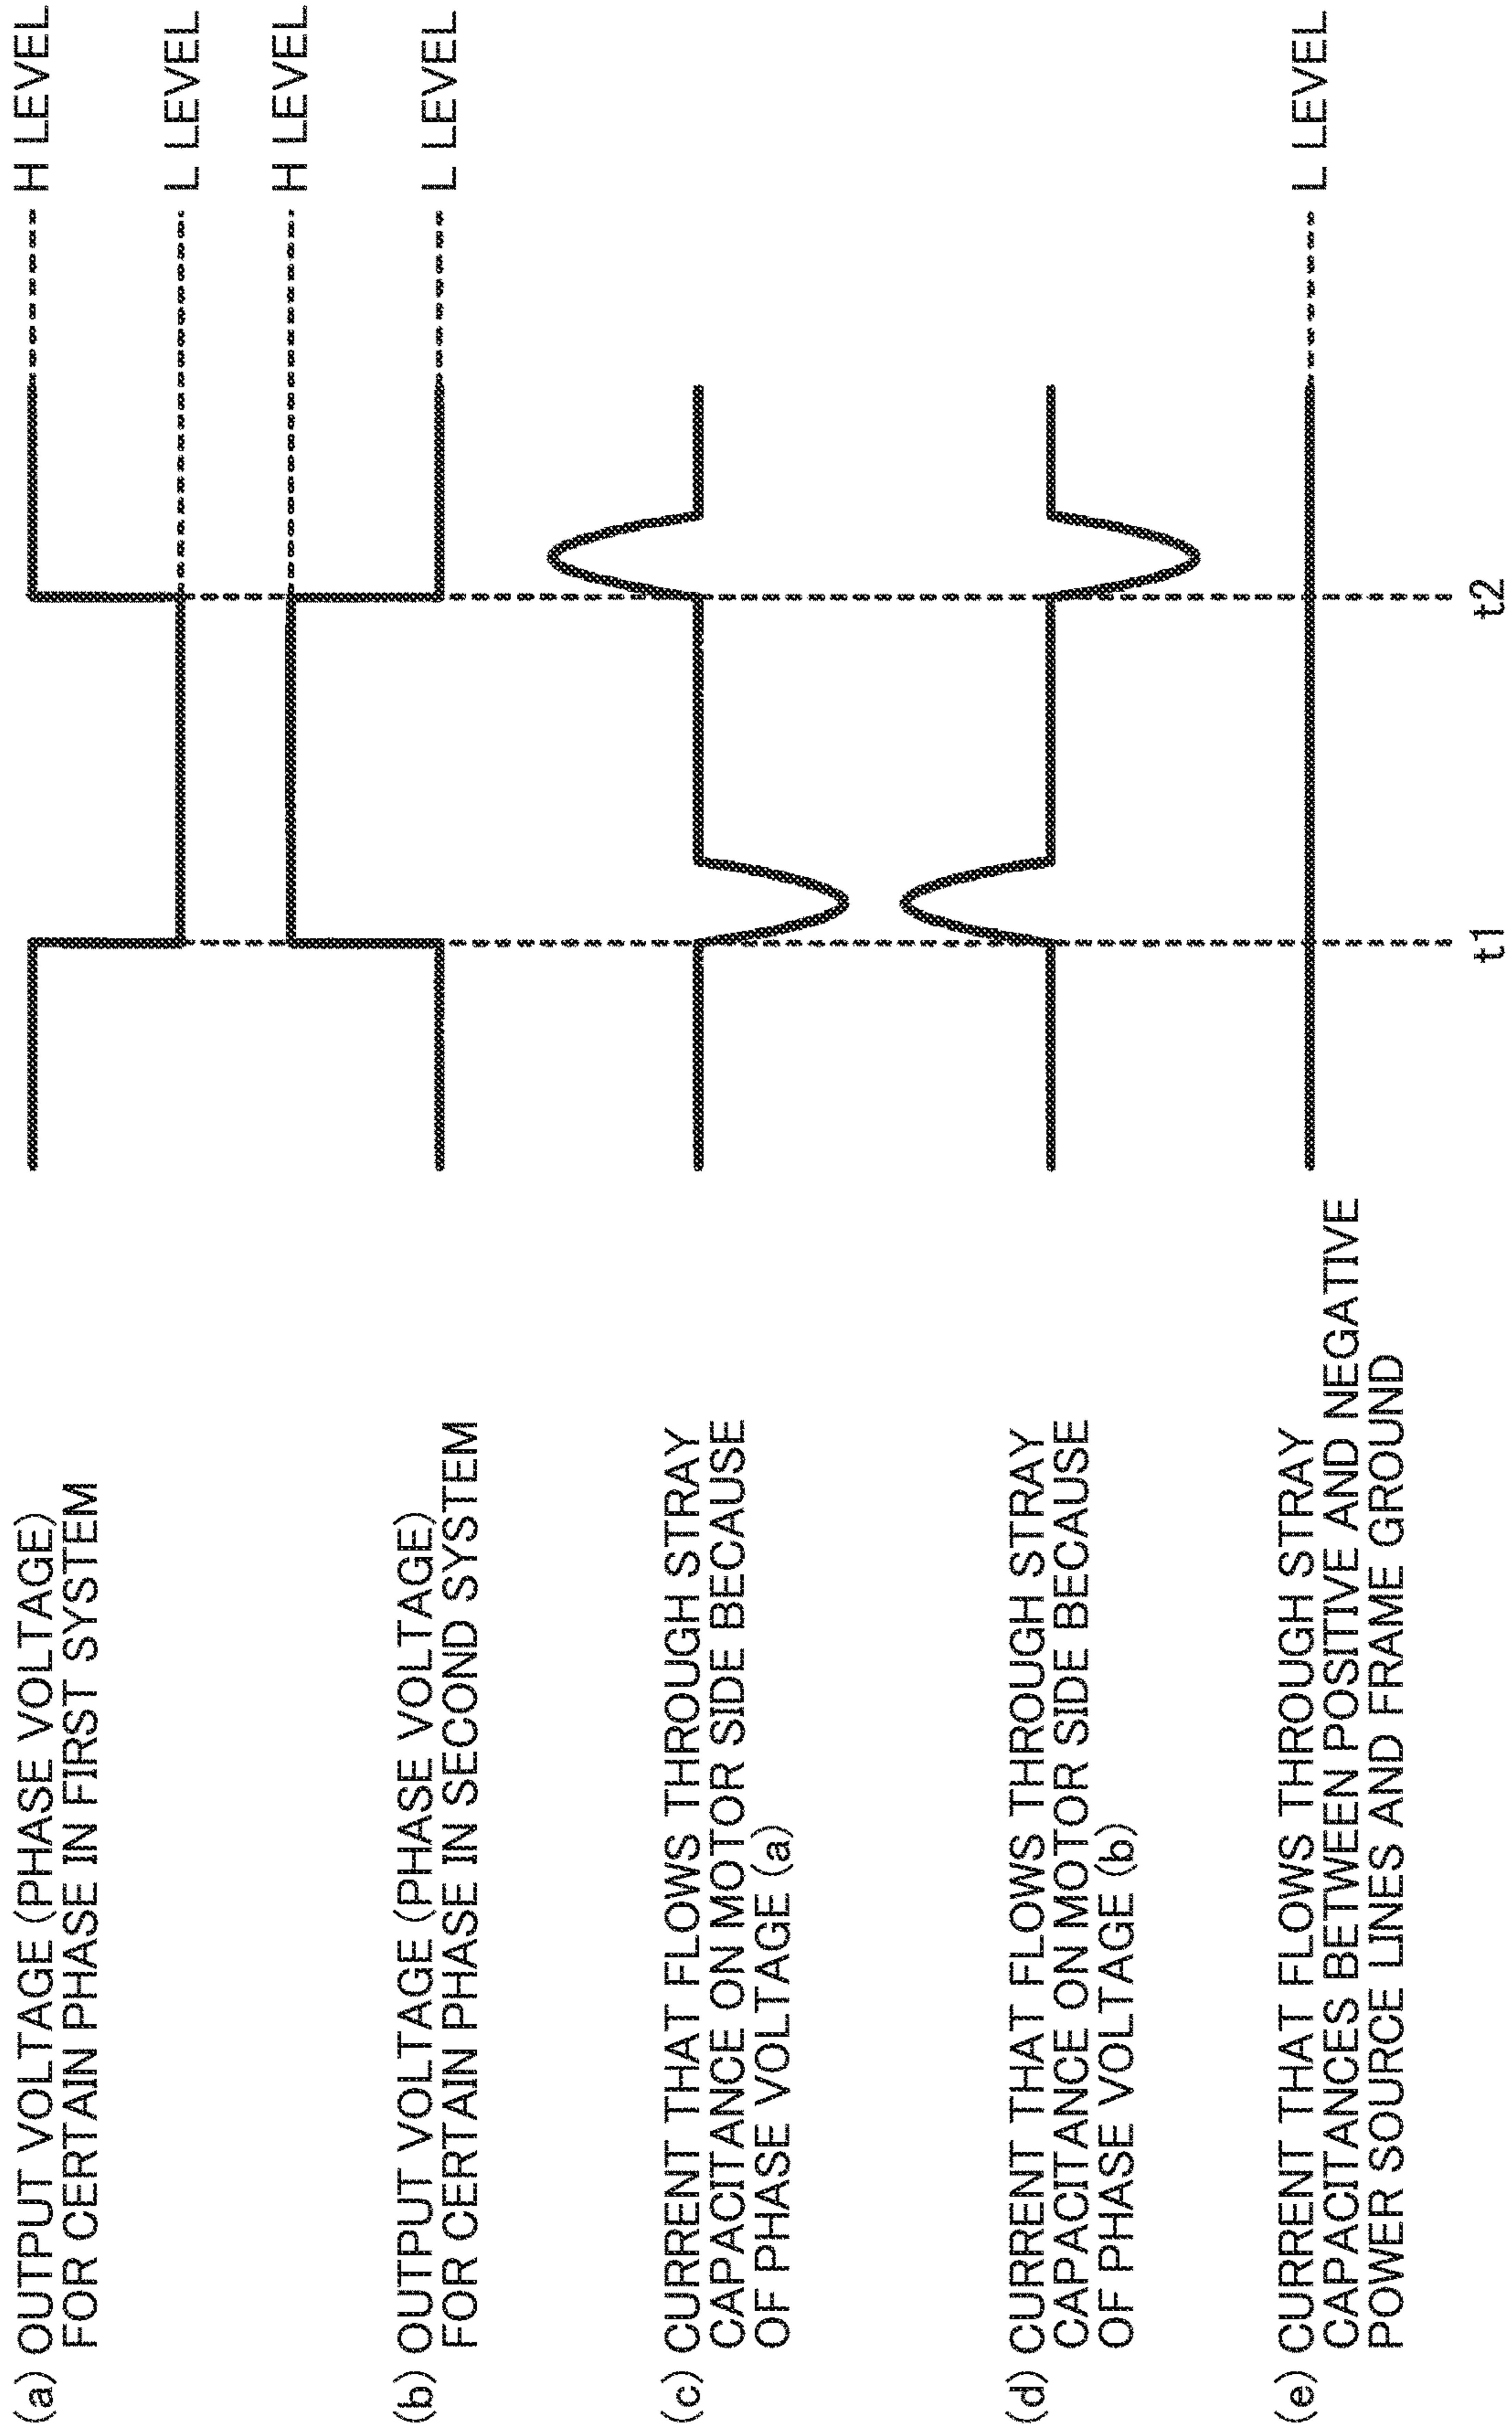 (a) OUTPUT VOLTAGE (PHASE VOLTAGE)
FOR CERTAIN PHASE IN FIRST SYSTEM
H LEVEL
L LEVEL
(b) OUTPUT VOLTAGE (PHASE VOLTAGE)
FOR CERTAIN PHASE IN SECOND SYSTEM
H LEVEL
L LEVEL
(c) CURRENT THAT FLOWS THROUGH STRAY
CAPACITANCE ON MOTOR SIDE BECAUSE
OF PHASE VOLTAGE (a)
(d) CURRENT THAT FLOWS THROUGH STRAY
CAPACITANCE ON MOTOR SIDE BECAUSE
OF PHASE VOLTAGE (b)
(e) CURRENT THAT FLOWS THROUGH STRAY
CAPACITANCES BETWEEN POSITIVE AND NEGATIVE
POWER SOURCE LINES AND FRAME GROUND
L LEVEL
t1
t2